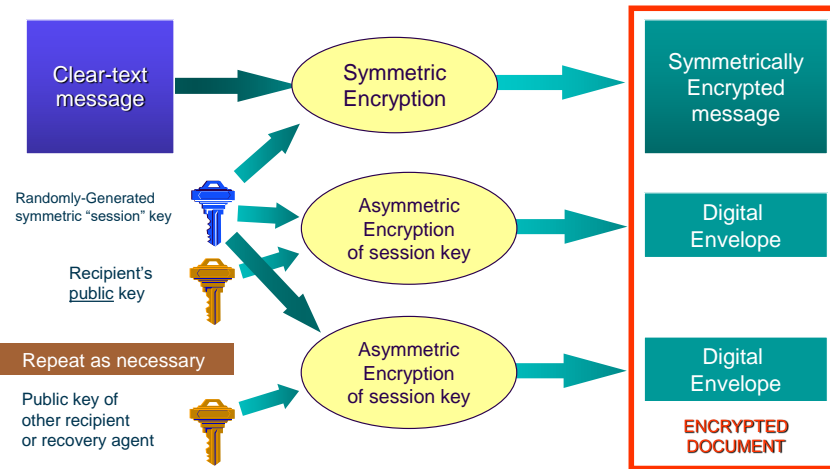 Clear-text
message
Symmetric
Encryption
Symmetrically
Encrypted
message
Randomly-Generated
symmetric “session” key
Asymmetric
Encryption
of session key
Digital
Envelope
Recipient’s
public key
Repeat as necessary
Asymmetric
Encryption
of session key
Digital
Envelope
Public key of
other recipient
or recovery agent
ENCRYPTED
DOCUMENT